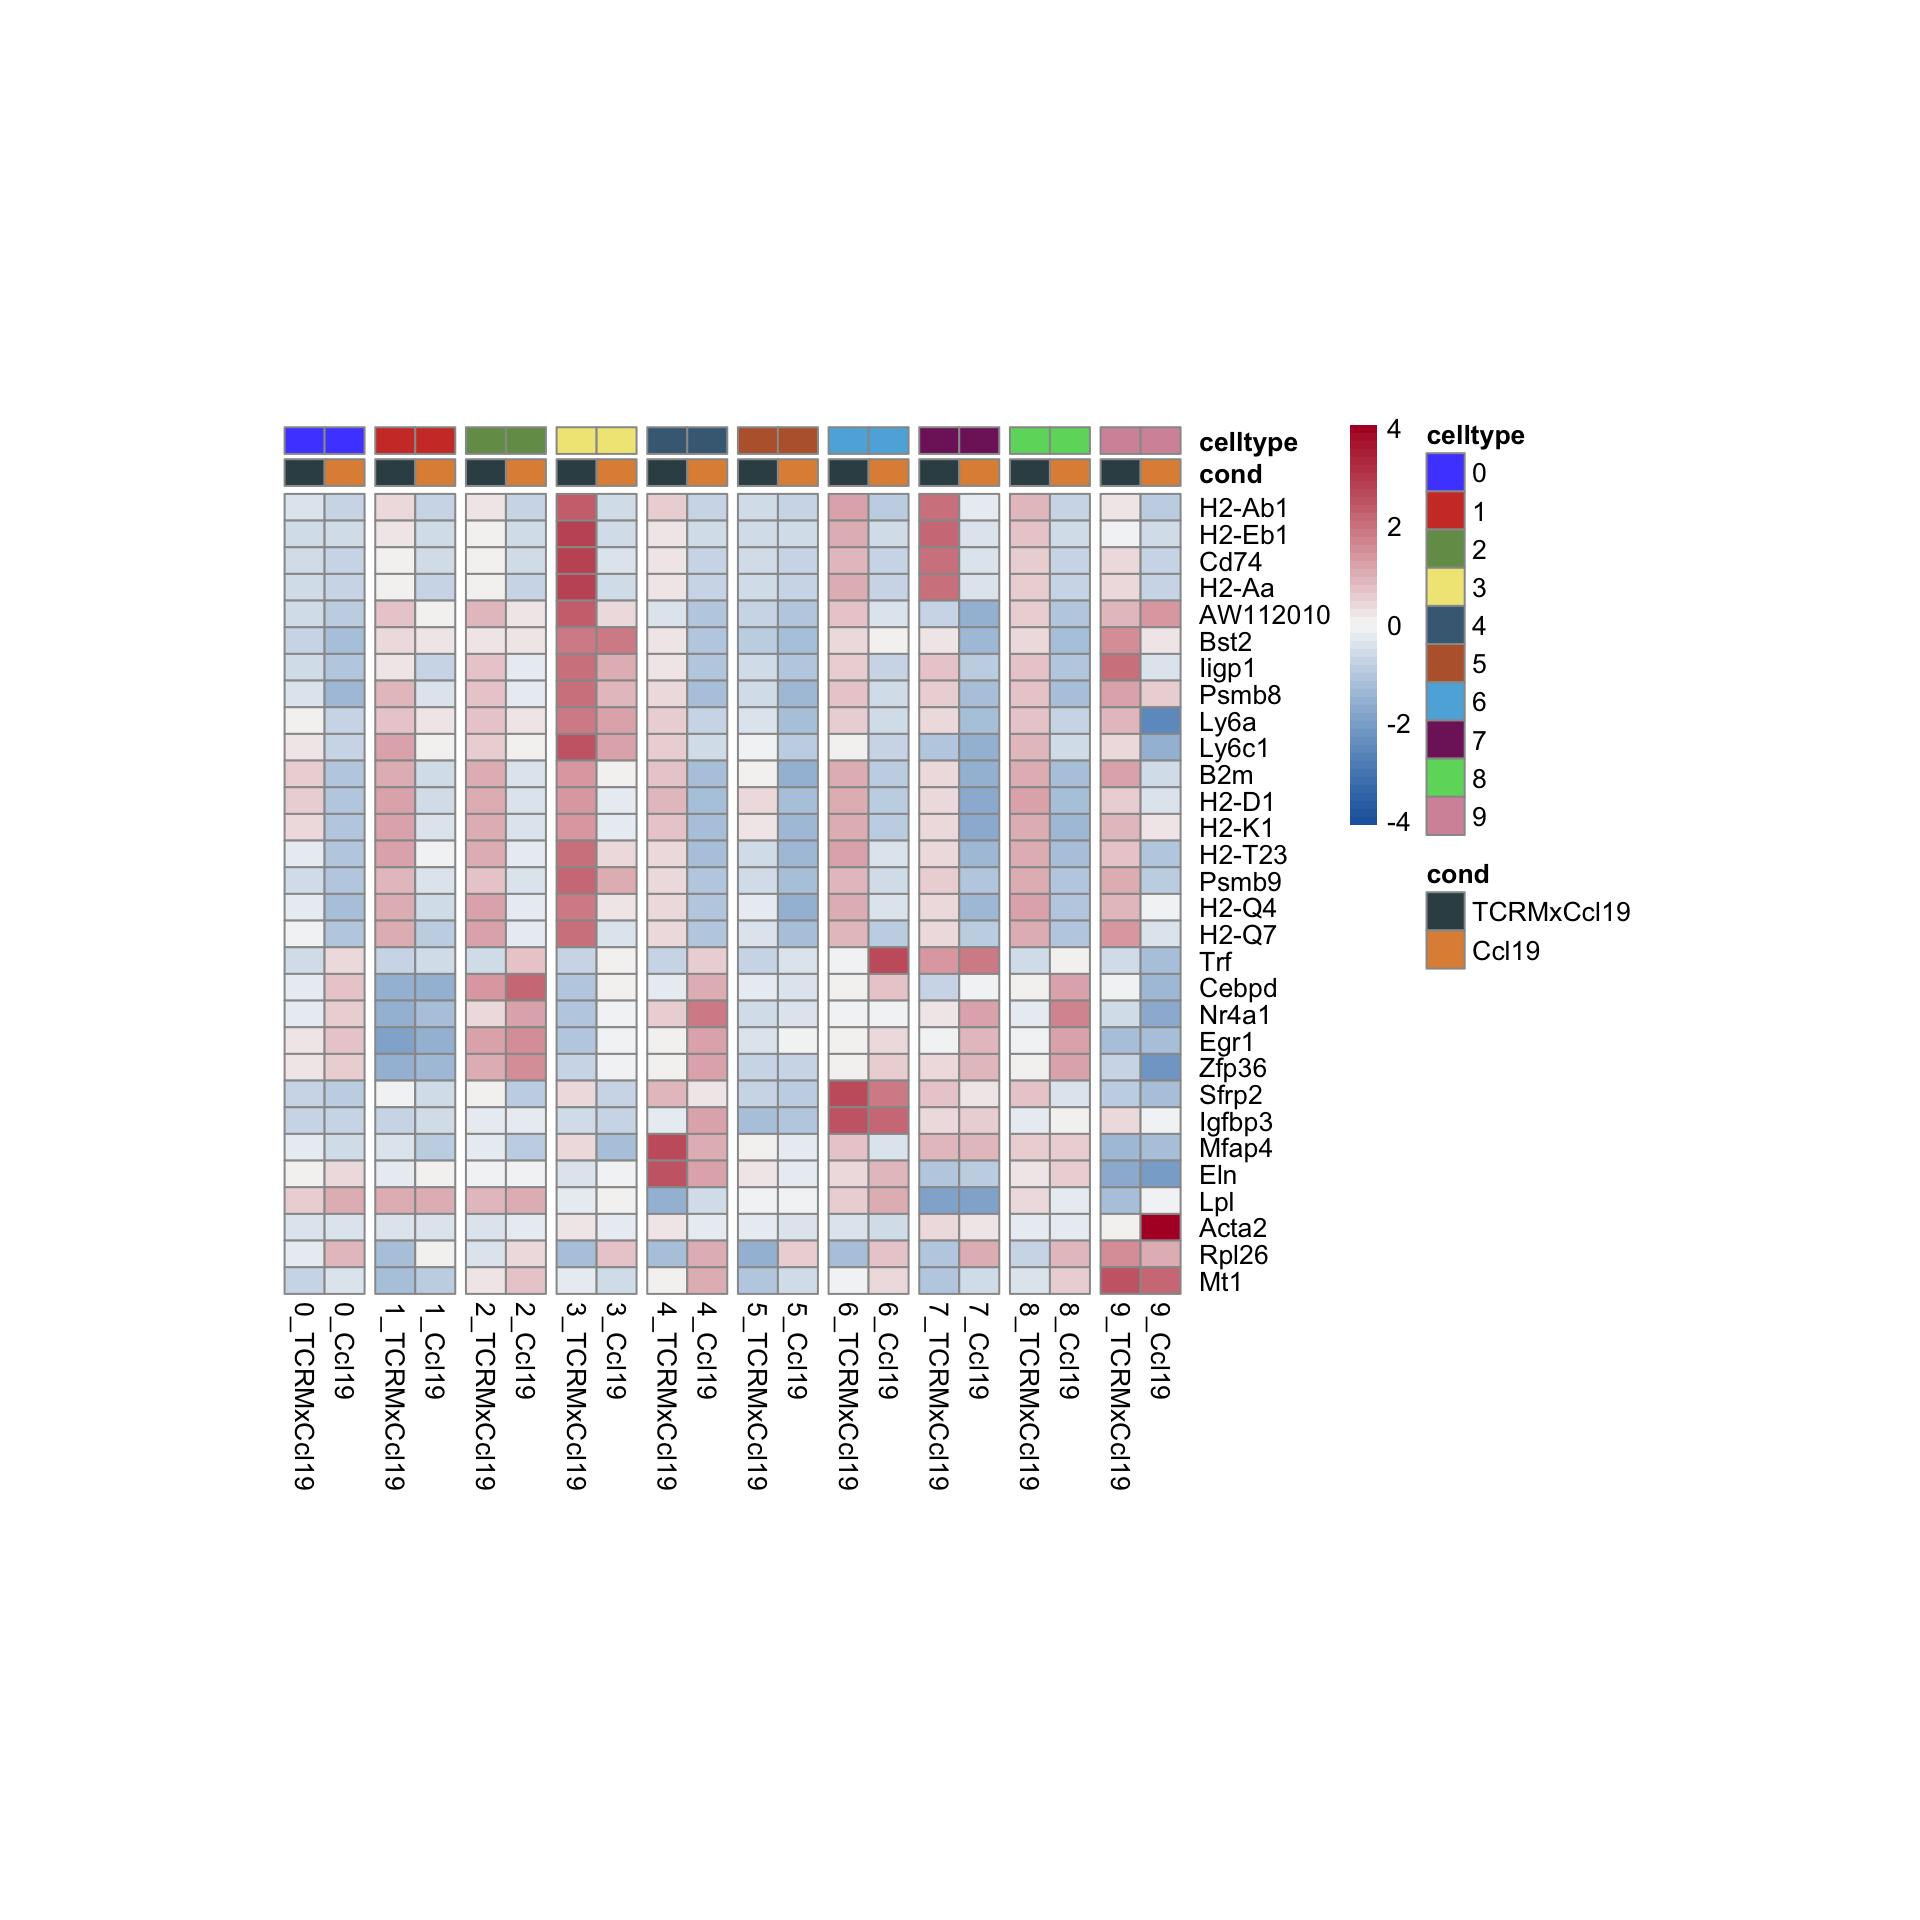 celltype
cond
H2-Ab1
H2-Eb1
Cd74
H2-Aa
AW112010
Bst2
Iigp1
Psmb8
Ly6a
Ly6c1
B2m
H2-D1
H2-K1
H2-T23
Psmb9
H2-Q4
H2-Q7
Trf
Cebpd
Nr4a1
Egr1
Zfp36
Sfrp2
Igfbp3
Mfap4
Eln
Lpl
Acta2
Rpl26
Mt1
0_TCRMxCcl19
0_Ccl19
1_TCRMxCcl19
1_Ccl19
2_TCRMxCcl19
2_Ccl19
3_TCRMxCcl19
3_Ccl19
4_TCRMxCcl19
4_Ccl19
5_TCRMxCcl19
5_Ccl19
6_TCRMxCcl19
6_Ccl19
7_TCRMxCcl19
7_Ccl19
8_TCRMxCcl19
8_Ccl19
9_TCRMxCcl19
9_Ccl19
4
2
0
-2
-4
celltype
0
1
2
3
4
5
6
7
8
9
cond
TCRMxCcl19
Ccl19